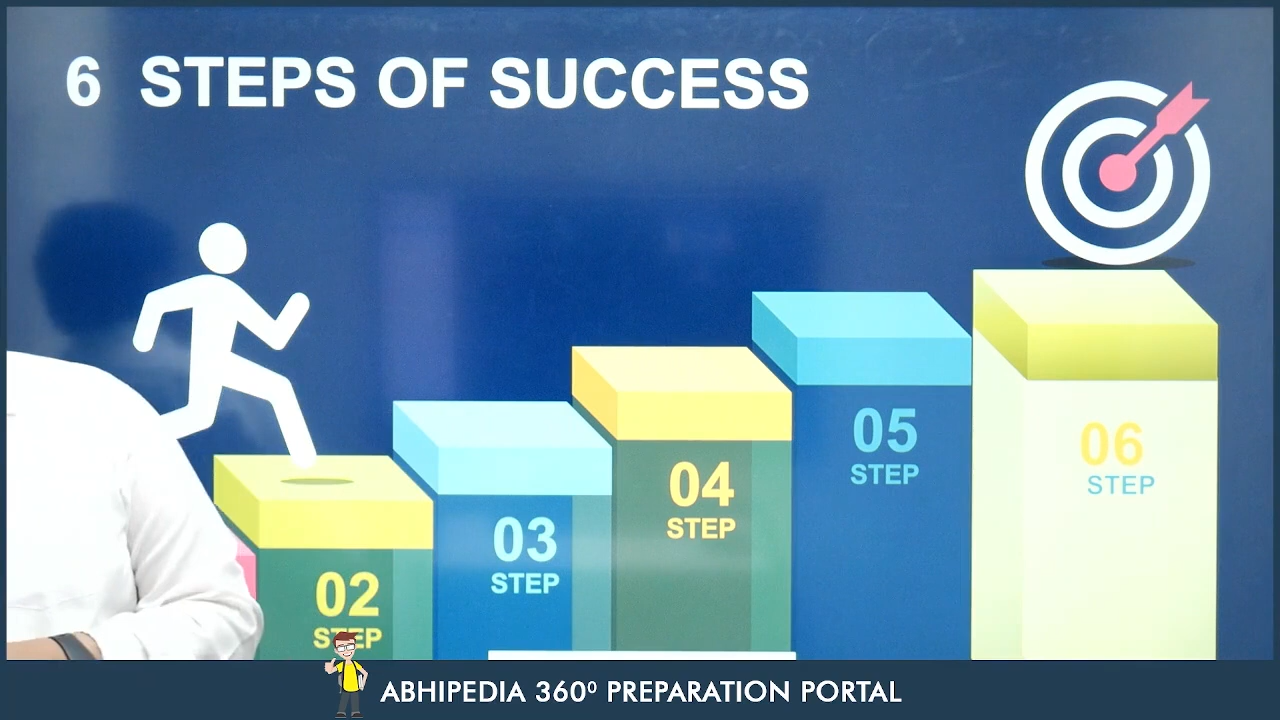 6 STEPS OF SUCCESS
02
STEP
03
STEP
04
STEP
05
STEP
06
STEP
ABHIPEDIA 360⁰ PREPARATION PORTAL